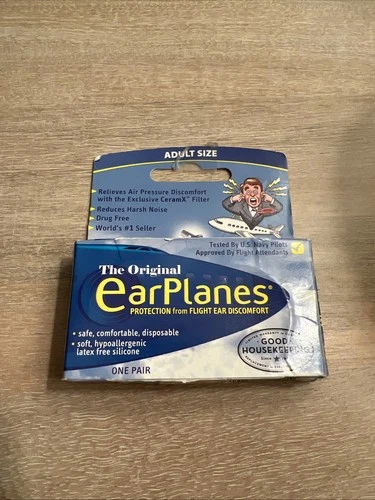 ADULT SIZE
Relieves Air Pressure Discomfort
with the Exclusive CeramX™ Filter
Reduces Harsh Noise
Drug Free
World's #1 Seller
Tested By U.S. Navy Pilots
Approved By Flight Attendants
The Original
earPlanes®
PROTECTION from FLIGHT EAR DISCOMFORT
• safe, comfortable, disposable
• soft, hypoallergenic
latex free silicone
ONE PAIR
GOOD
HOUSEKEEPING
Since